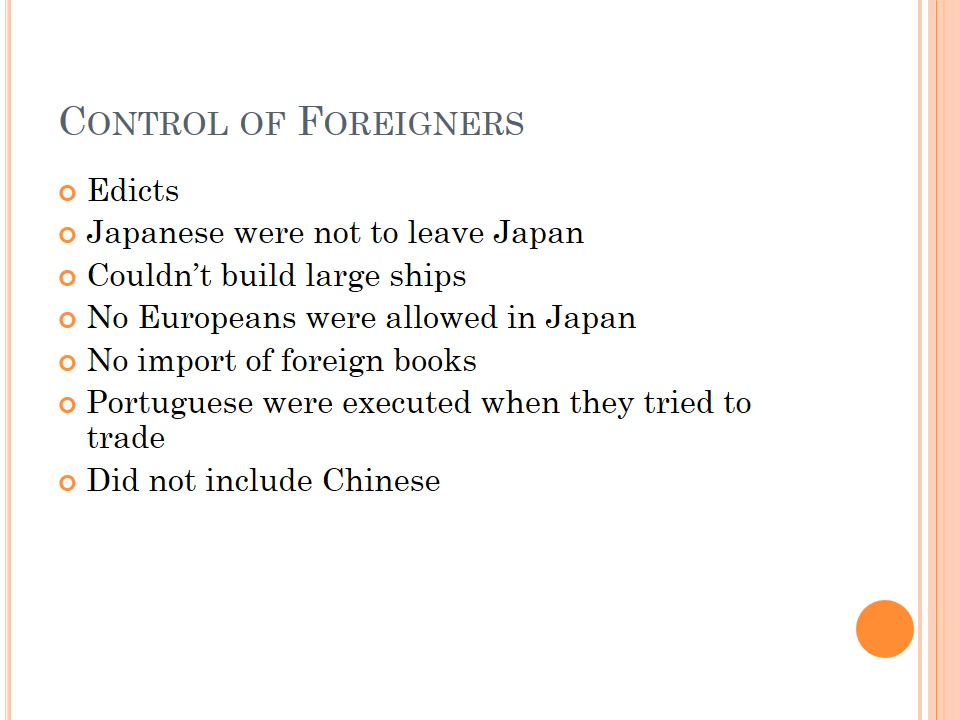 Control of Foreigners
Edicts
Japanese were not to leave Japan
Couldn't build large ships
No Europeans were allowed in Japan
No import of foreign books
Portuguese were executed when they tried to
trade
Did not include Chinese